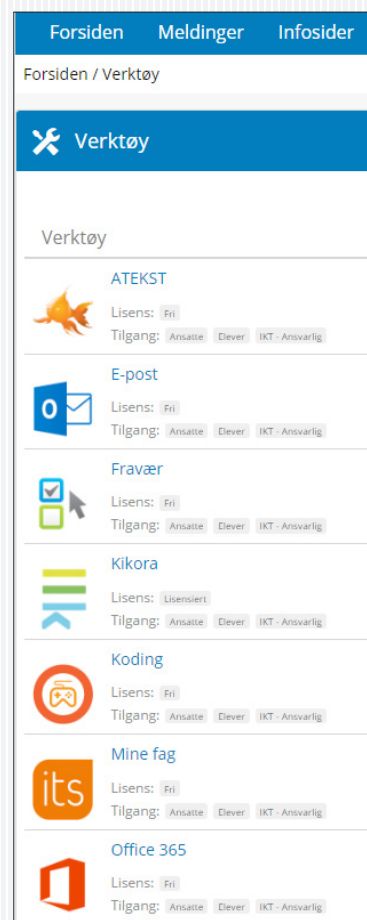 Forsiden Meldinger Infosider
Forsiden / Verktøy
Verktøy
Verktøy
ATEKST
Lisens: Fri
Tilgang: Ansatte Elever IKT - Ansvarlig
E-post
Lisens: Fri
Tilgang: Ansatte Elever IKT - Ansvarlig
Fravær
Lisens: Fri
Tilgang: Ansatte Elever IKT - Ansvarlig
Kikora
Lisens: Lisensiert
Tilgang: Ansatte Elever IKT - Ansvarlig
Koding
Lisens: Fri
Tilgang: Ansatte Elever IKT - Ansvarlig
its
Mine fag
Lisens: Fri
Tilgang: Ansatte Elever IKT - Ansvarlig
Office 365
Lisens: Fri
Tilgang: Ansatte Elever IKT - Ansvarlig